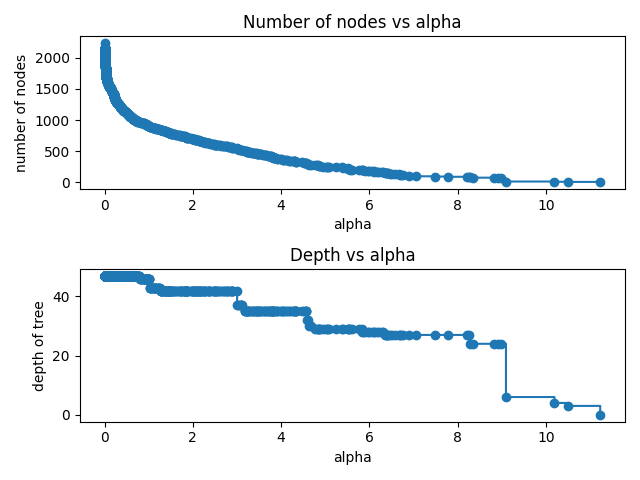 Number of nodes vs alpha
2000
1500
1000
500
0
number of nodes
0 2 4 6 8 10
alpha
Depth vs alpha
40
20
0
depth of tree
0 2 4 6 8 10
alpha